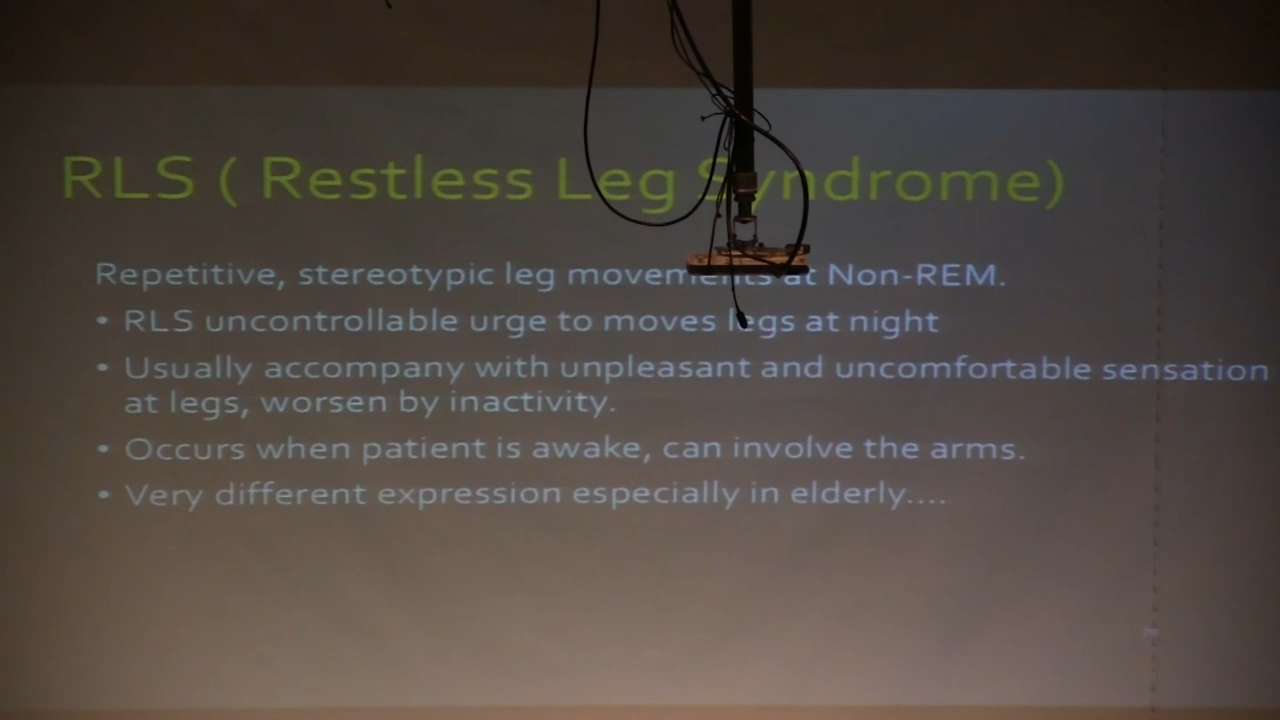 RLS ( Restless Leg Syndrome)
Repetitive, stereotypic leg movements at Non-REM.
• RLS uncontrollable urge to moves legs at night
• Usually accompany with unpleasant and uncomfortable sensation
at legs, worsen by inactivity.
• Occurs when patient is awake, can involve the arms.
• Very different expression especially in elderly....